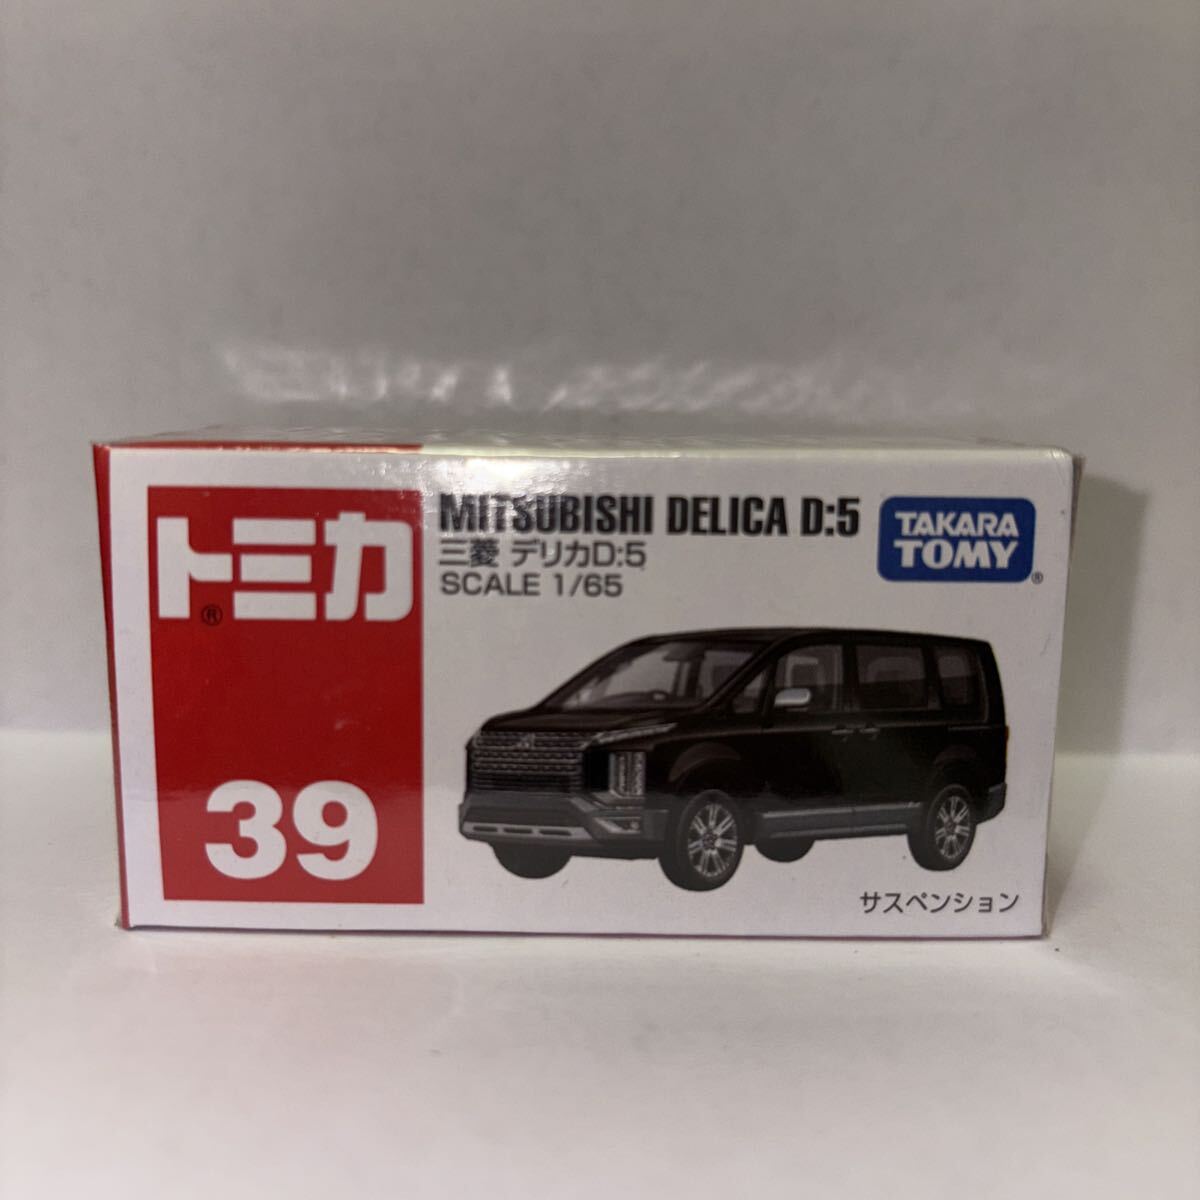 トミカ®
39
MITSUBISHI DELICA D:5
三菱 デリカD:5
SCALE 1/65
TAKARA
TOMY®
サスペンション